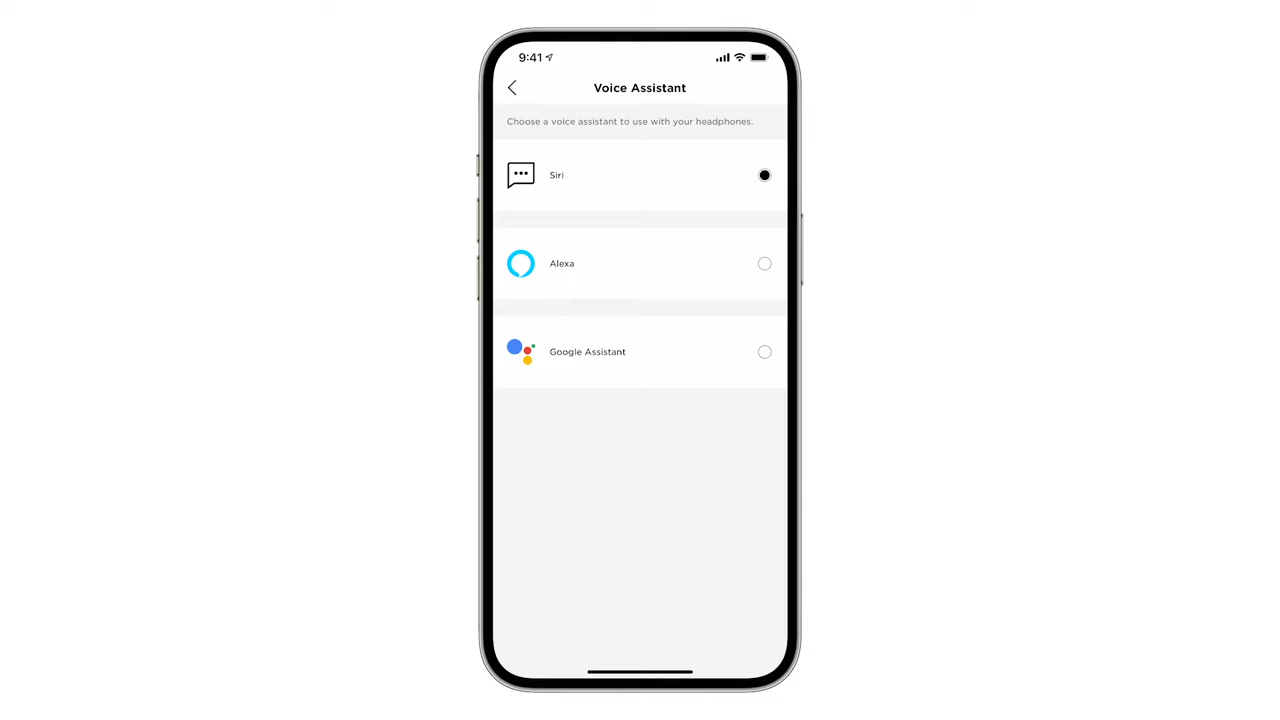 9:41
Voice Assistant
Choose a voice assistant to use with your headphones.
Siri
Alexa
Google Assistant